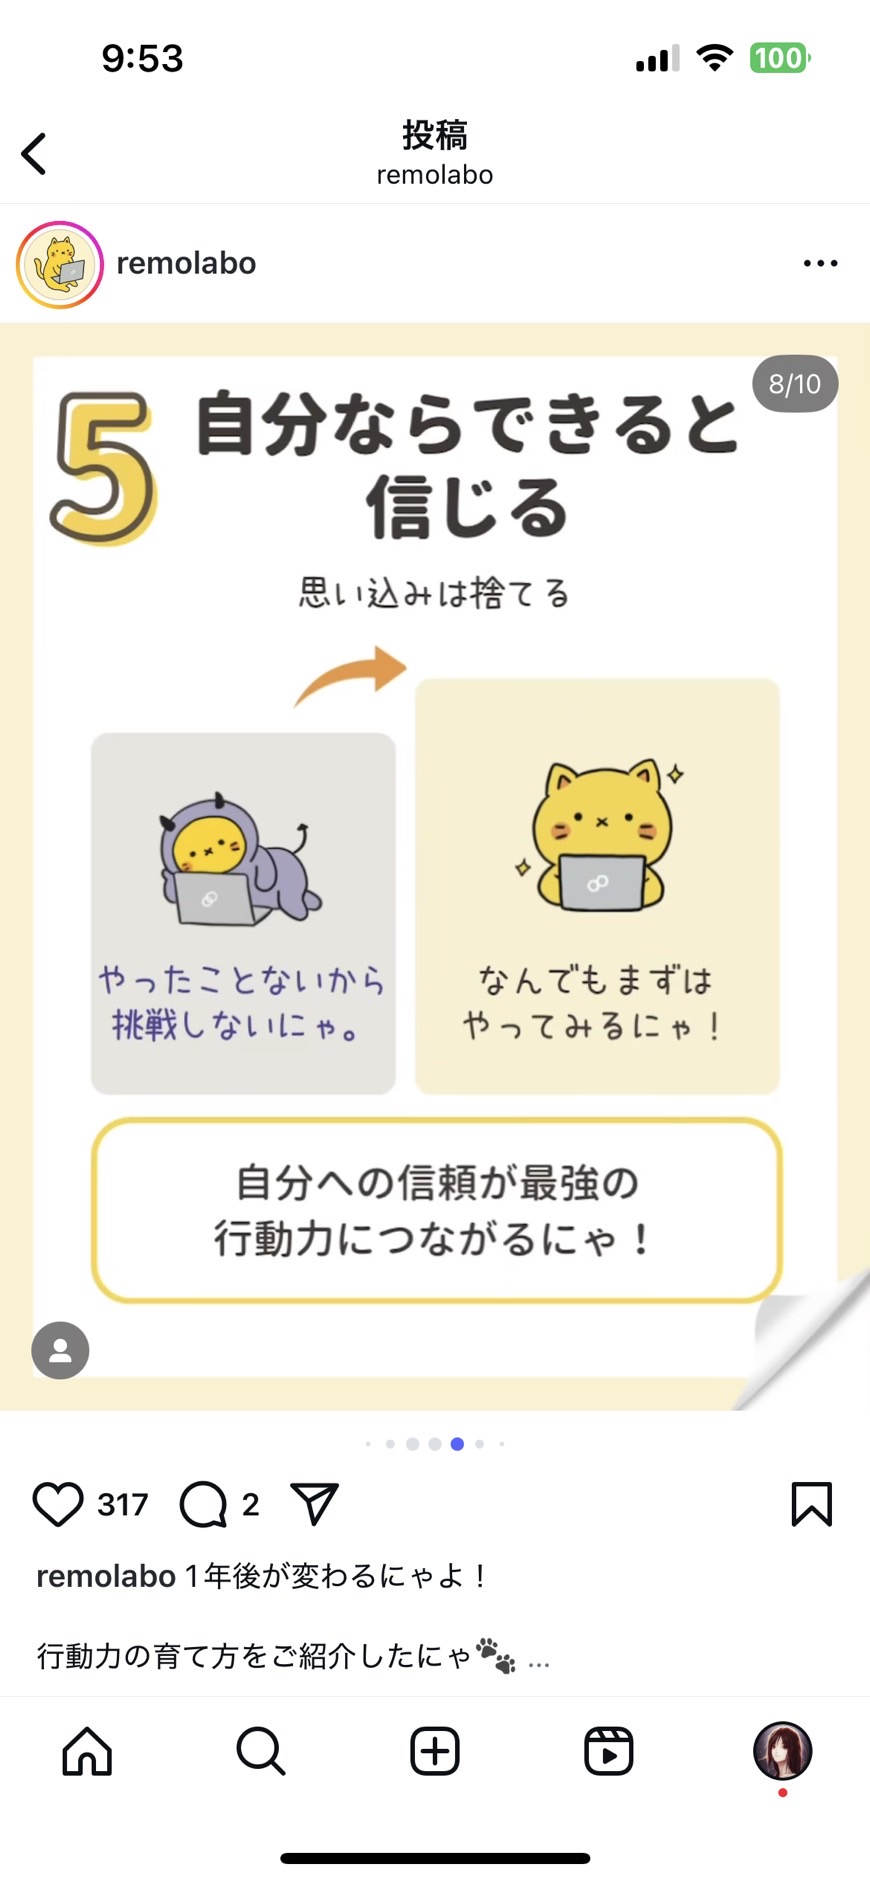 9:53
100
投稿
remolabo
remolabo
8/10
5
自分ならできると
信じる
思い込みは捨てる
やったことないから
挑戦しないにゃ。
なんでもまずは
やってみるにゃ！
自分への信頼が最強の
行動力につながるにゃ！
317
2
remolabo 1年後が変わるにゃよ！
行動力の育て方をご紹介したにゃ🐾 ...